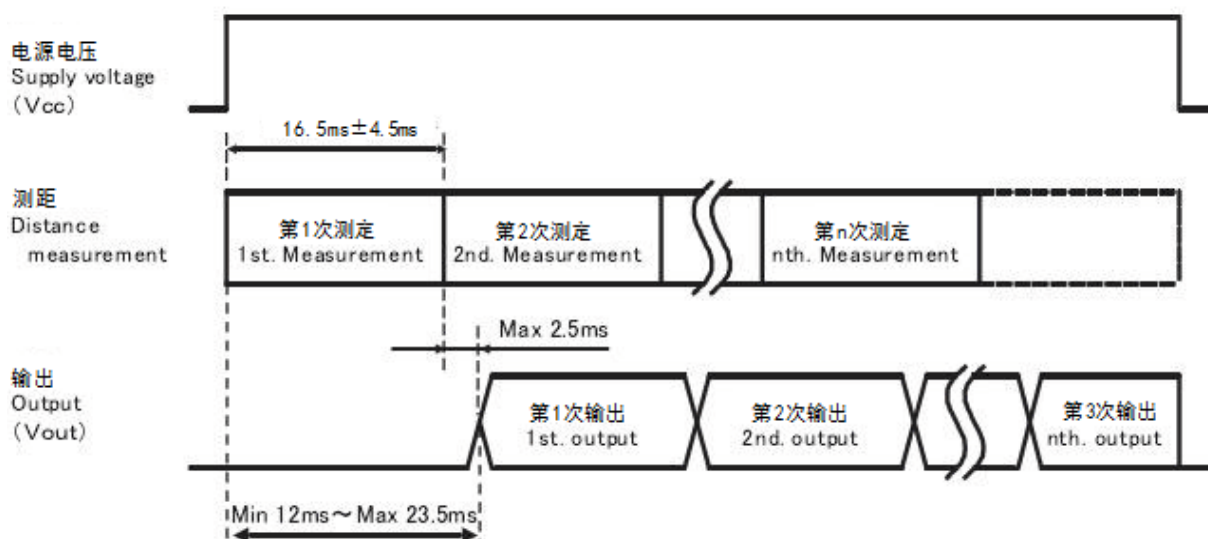 电源电压
Supply voltage
(Vcc)
16.5ms±4.5ms
测距
Distance
measurement
第1次测定
1st. Measurement
第2次测定
2nd. Measurement
第n次测定
nth. Measurement
Max 2.5ms
输出
Output
(Vout)
第1次输出
1st. output
第2次输出
2nd. output
第3次输出
nth. output
Min 12ms～Max 23.5ms